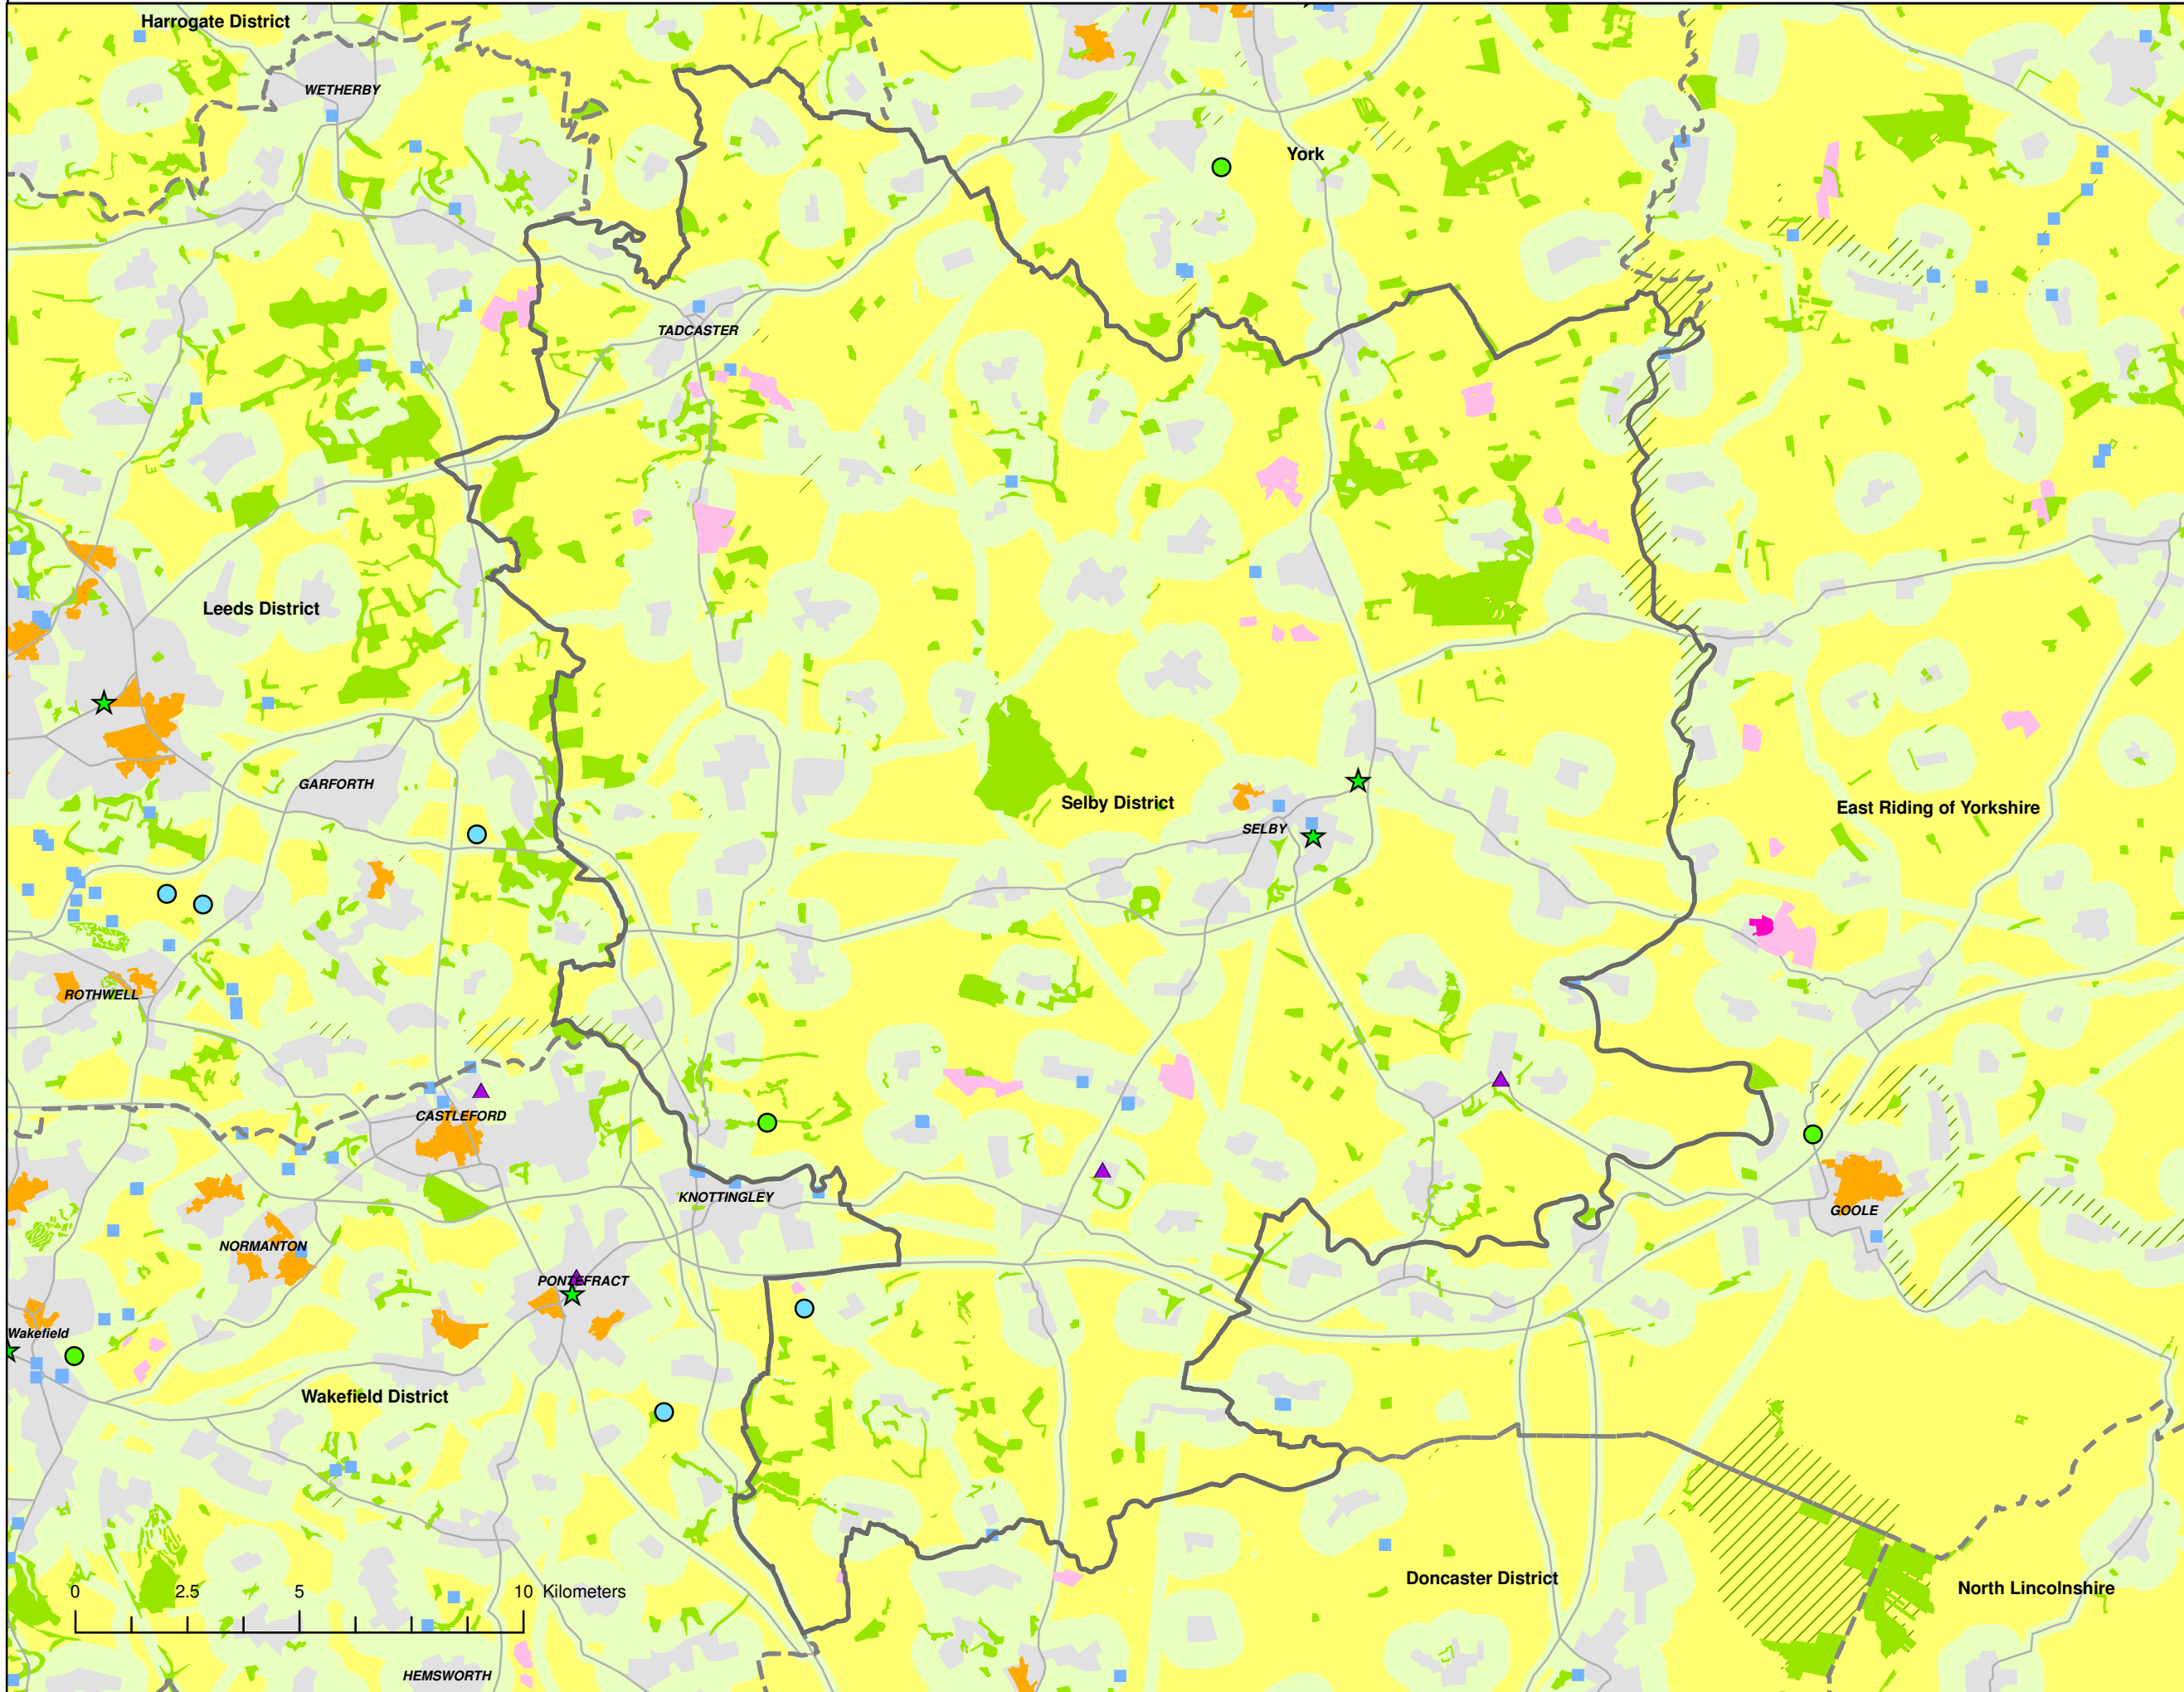 Harrogate District
WETHERBY
York
TADCASTER
Leeds District
GARFORTH
Selby District
SELBY
East Riding of Yorkshire
ROTHWELL
CASTLEFORD
KNOTTINGLEY
GOOLE
NORMANTON
PONTEFRACT
Wakefield
Wakefield District
Doncaster District
North Lincolnshire
0 2.5 5 10 Kilometers
HEMSWORTH